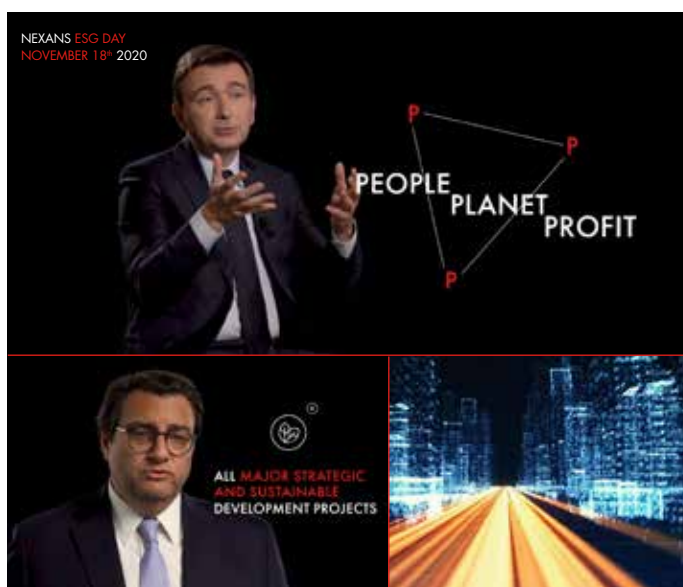 NEXANS ESG DAY
NOVEMBER 18th 2020
P
P
PEOPLE
PLANET
PROFIT
P
ALL MAJOR STRATEGIC
AND SUSTAINABLE
DEVELOPMENT PROJECTS